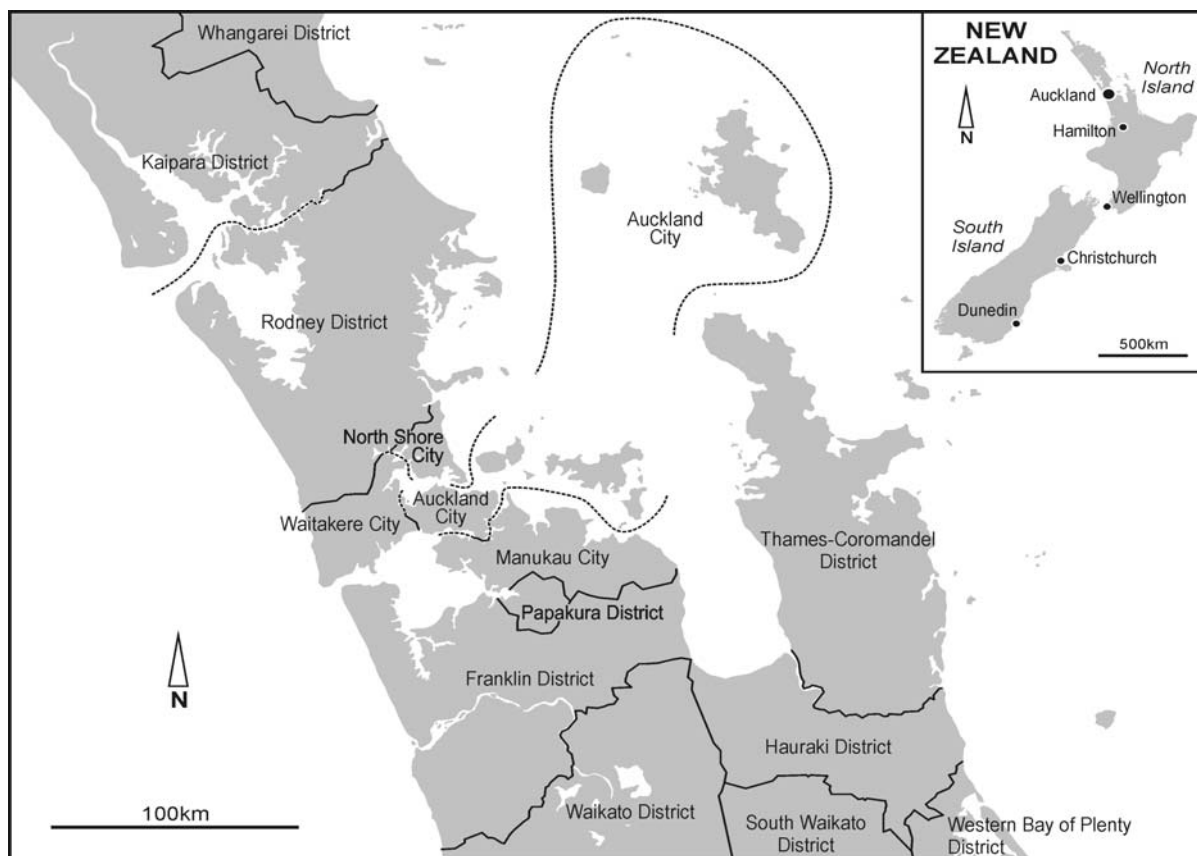 Whangarei District
Kaipara District
Auckland
City
Rodney District
North Shore
City
Auckland
City
Waitakere City
Manukau City
Thames-Coromandel
District
Papakura District
Franklin District
N
Hauraki District
Waikato District
South Waikato
District
Western Bay of Plenty
District
100km
NEW
ZEALAND
North
Island
Auckland
N
Hamilton
Wellington
South
Island
Christchurch
Dunedin
500km